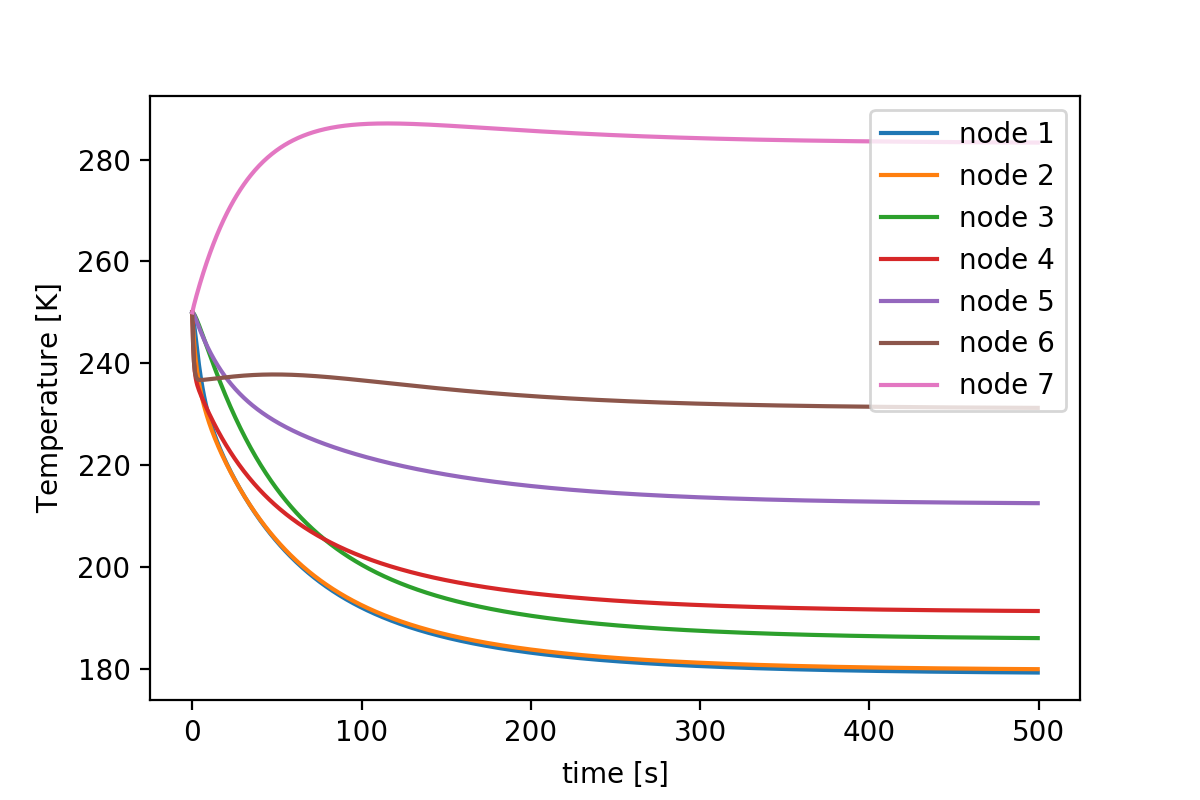 280
260
240
220
200
180
Temperature [K]
0 100 200 300 400 500
time [s]
node 1
node 2
node 3
node 4
node 5
node 6
node 7